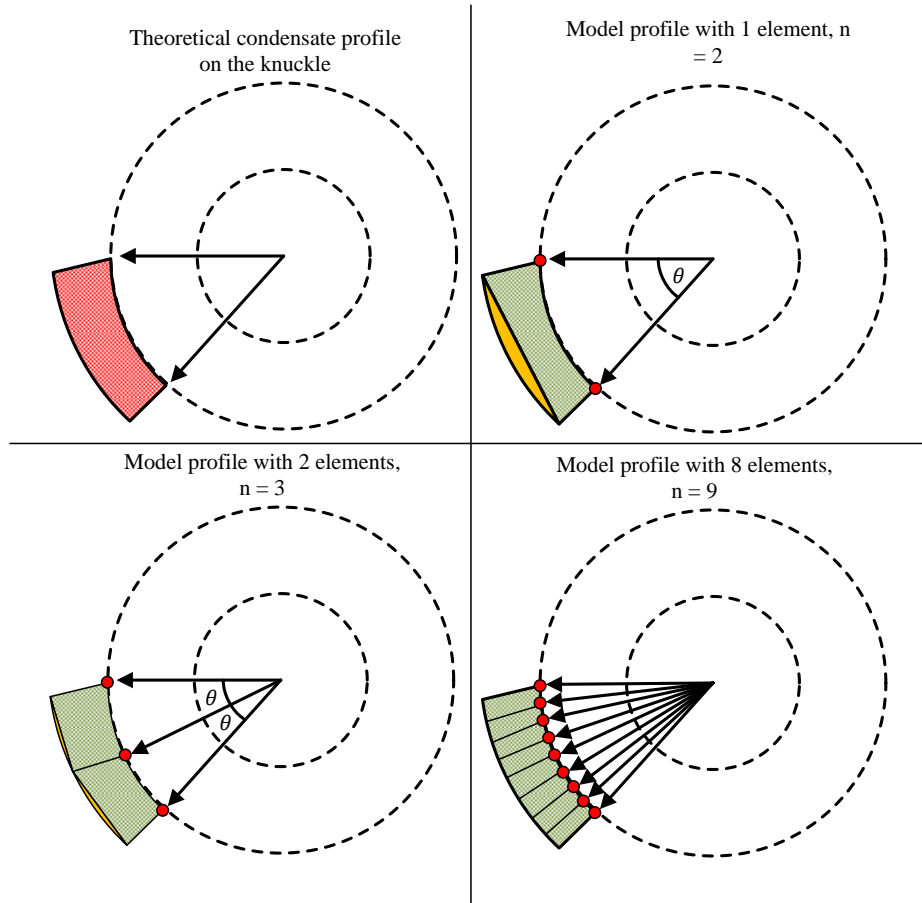 Theoretical condensate profile
on the knuckle
Model profile with 1 element, n
= 2
θ
Model profile with 2 elements,
n = 3
θ
θ
Model profile with 8 elements,
n = 9